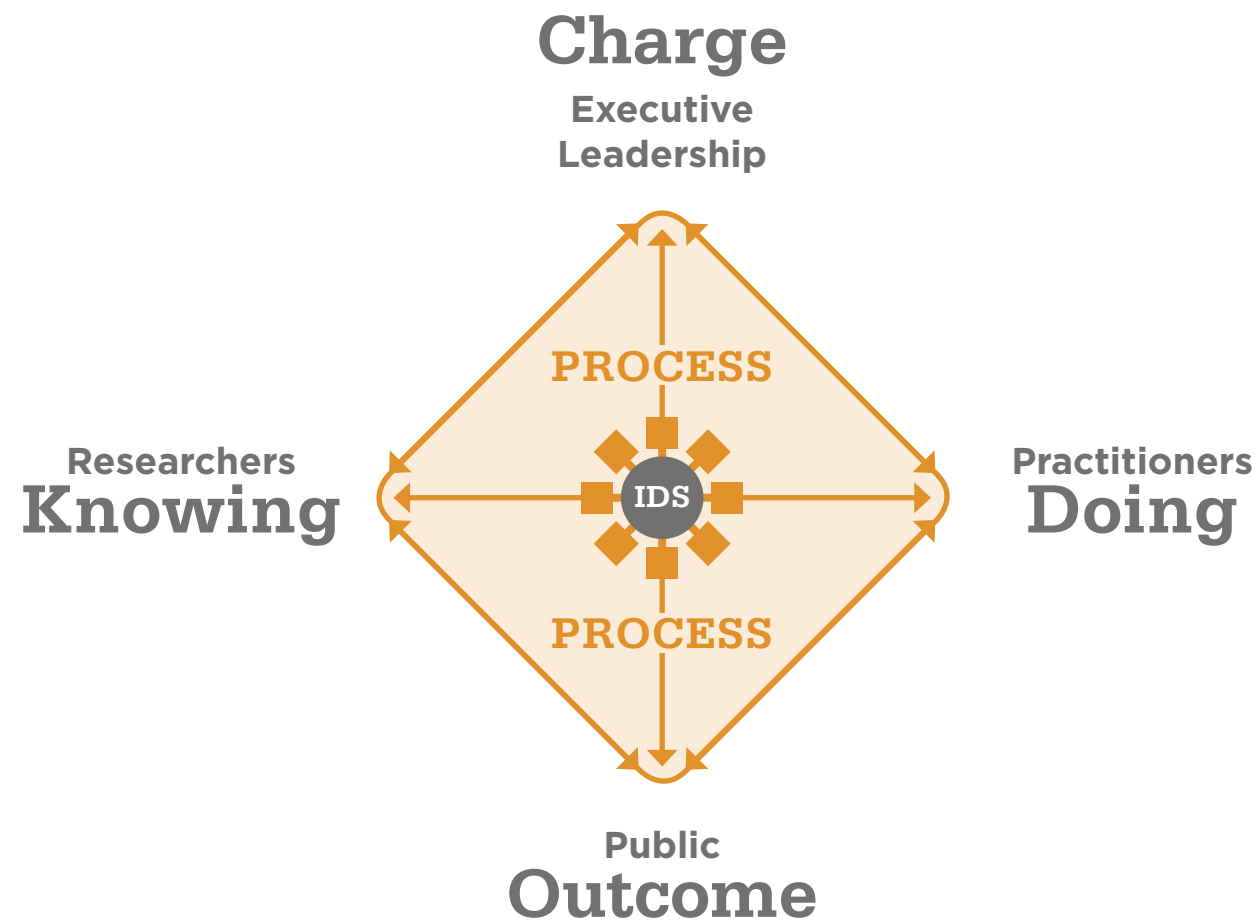 Charge
Executive
Leadership
PROCESS
Researchers
Knowing
IDS
Practitioners
Doing
PROCESS
Public
Outcome